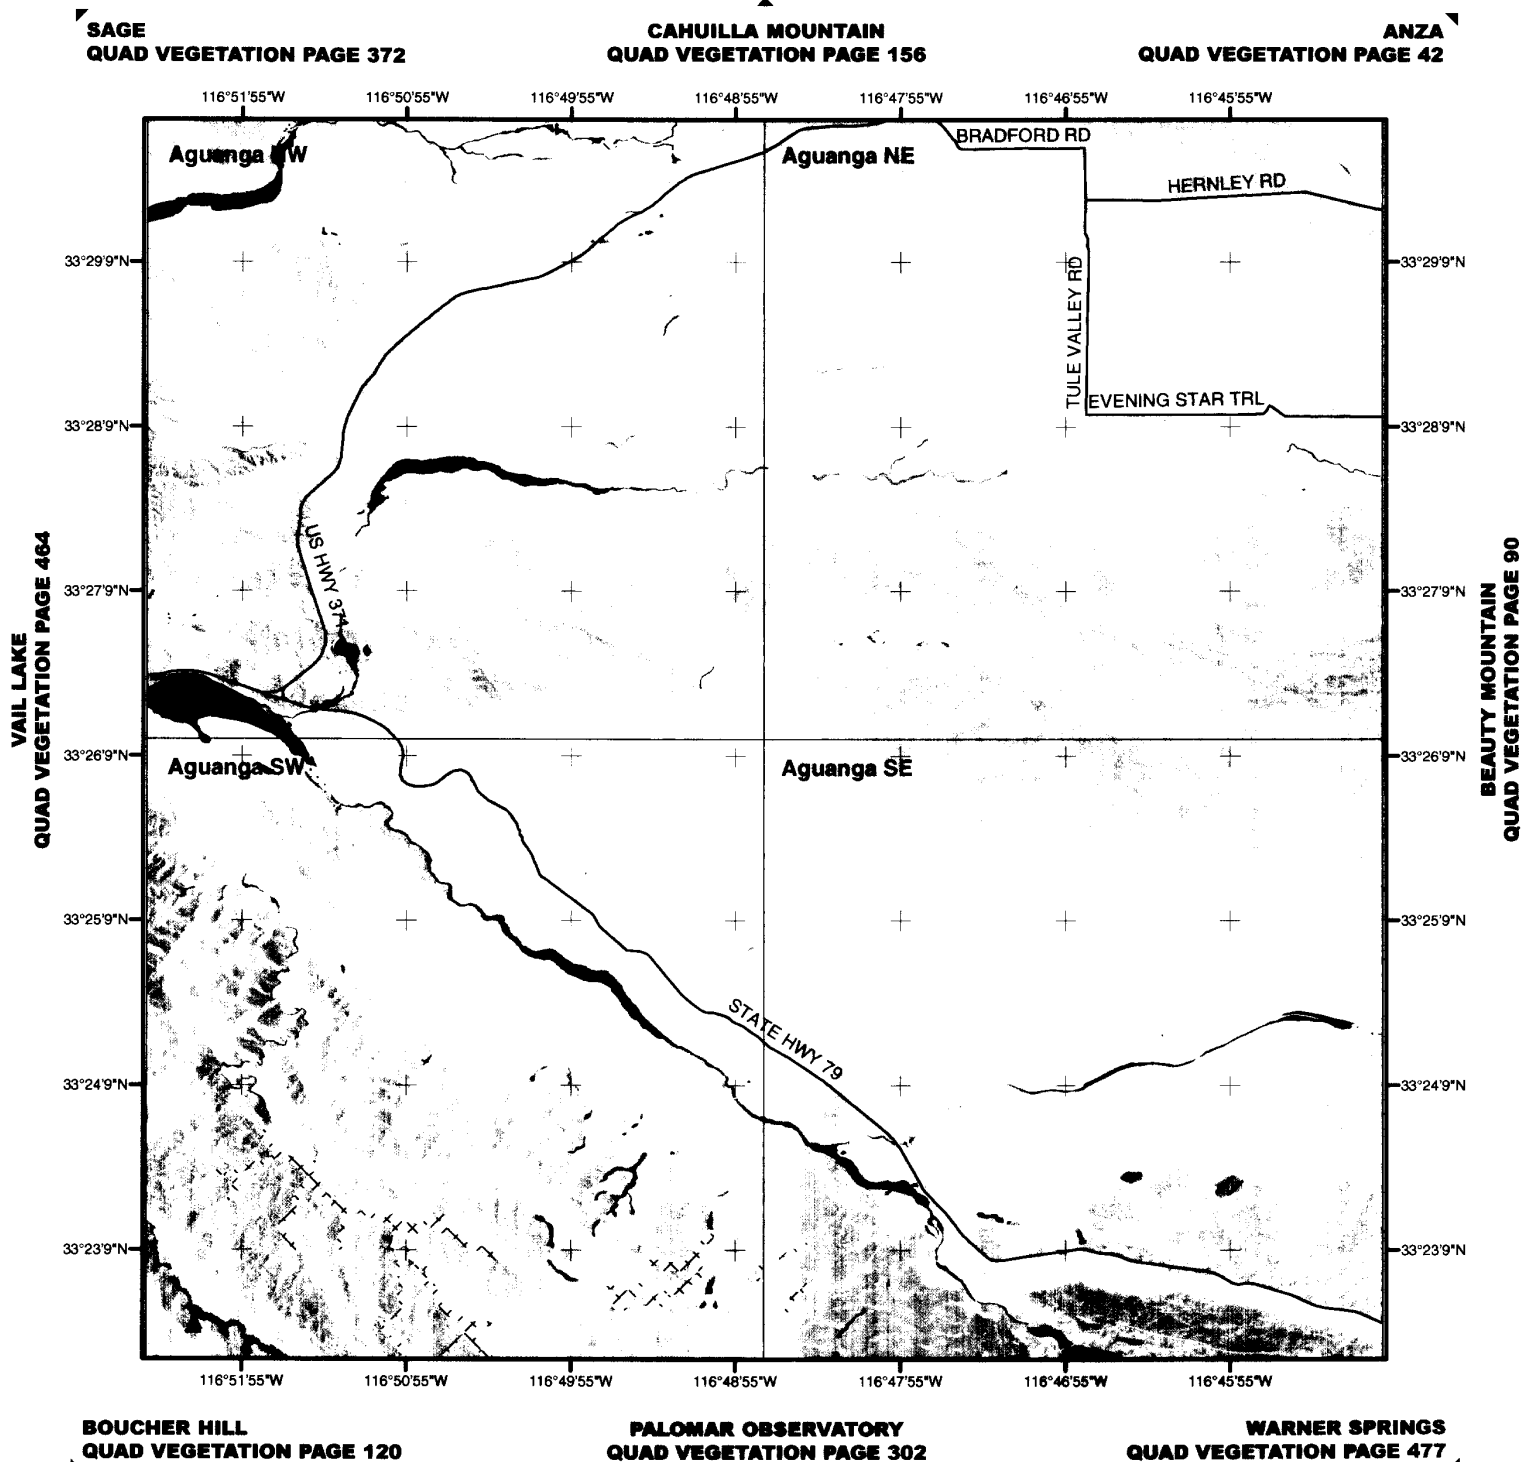 SAGE
QUAD VEGETATION PAGE 372
CAHUILLA MOUNTAIN
QUAD VEGETATION PAGE 156
ANZA
QUAD VEGETATION PAGE 42
116°51'55"W
116°50'55"W
116°49'55"W
116°48'55"W
116°47'55"W
116°46'55"W
116°45'55"W
Aguanga NW
Aguanga NE
BRADFORD RD
HERNLEY RD
33°29'9"N
33°29'9"N
TULE VALLEY RD
EVENING STAR TRL
33°28'9"N
33°28'9"N
US HWY 371
33°27'9"N
33°27'9"N
VAIL LAKE
QUAD VEGETATION PAGE 464
BEAUTY MOUNTAIN
QUAD VEGETATION PAGE 90
33°26'9"N
33°26'9"N
Aguanga SW
Aguanga SE
33°25'9"N
33°25'9"N
STATE HWY 79
33°24'9"N
33°24'9"N
33°23'9"N
33°23'9"N
116°51'55"W
116°50'55"W
116°49'55"W
116°48'55"W
116°47'55"W
116°46'55"W
116°45'55"W
BOUCHER HILL
QUAD VEGETATION PAGE 120
PALOMAR OBSERVATORY
QUAD VEGETATION PAGE 302
WARNER SPRINGS
QUAD VEGETATION PAGE 477